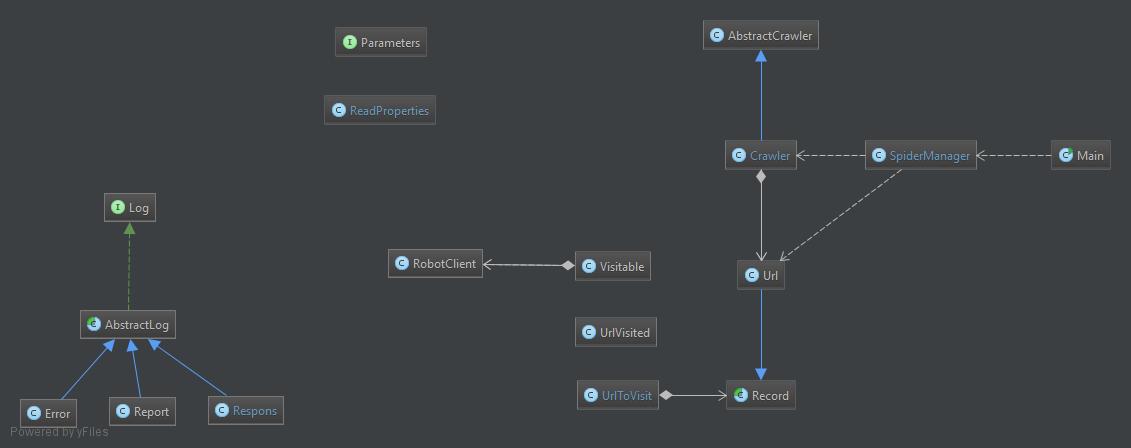 AbstractCrawler
I Parameters
C ReadProperties
C Crawler
C SpiderManager
C Main
I Log
C RobotClient
C Visitable
C Url
C AbstractLog
C UrlVisited
C UrlToVisit
C Record
C Error
C Report
C Respons
Powered by yFiles